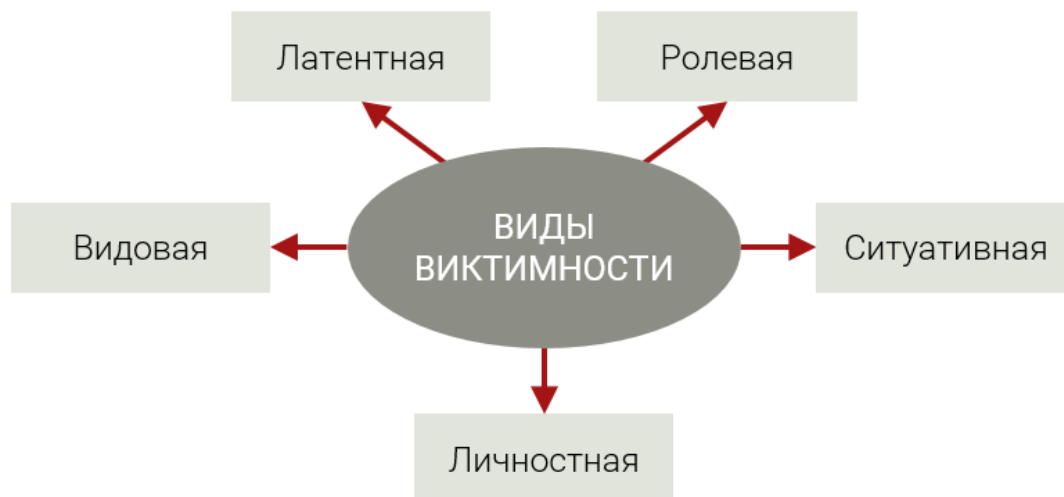 Латентная
Ролевая
Видовая
ВИДЫ
ВИКТИМНОСТИ
Ситуативная
Личностная